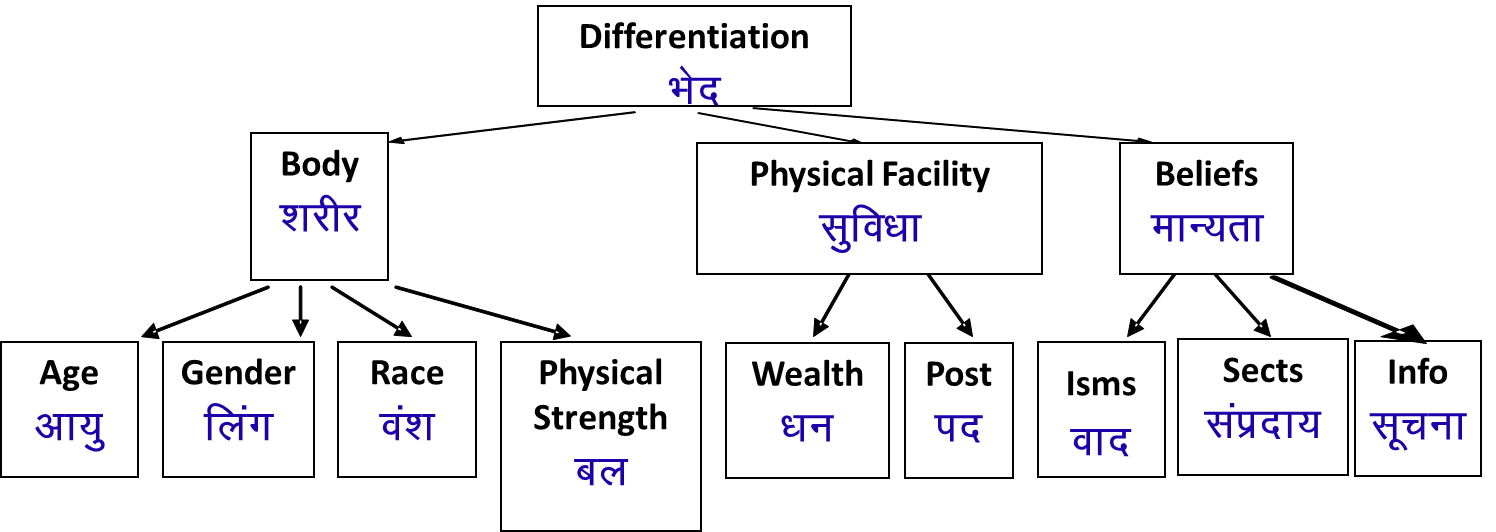 Differentiation
भेद
Body
शरीर
Physical Facility
सुविधा
Beliefs
मान्यता
Age
आयु
Gender
लिंग
Race
वंश
Physical
Strength
बल
Wealth
धन
Post
पद
Isms
वाद
Sects
संप्रदाय
Info
सूचना